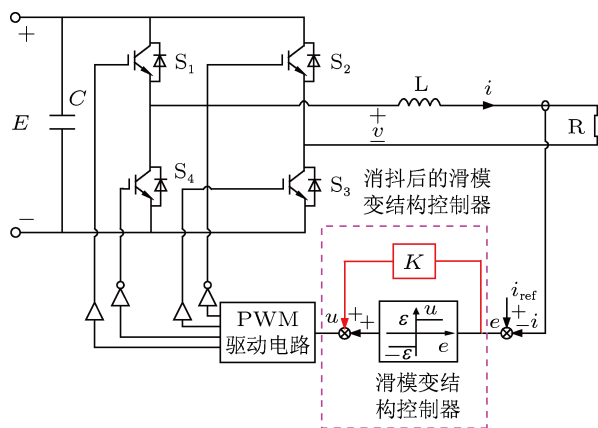 +
E
C
−
S1
S2
S4
S3
L
i
+
v
−
R
消抖后的滑模
变结构控制器
K
PWM
驱动电路
u
+
+
ε
u
−ε
e
e
iref
+
−i
滑模变结
构控制器